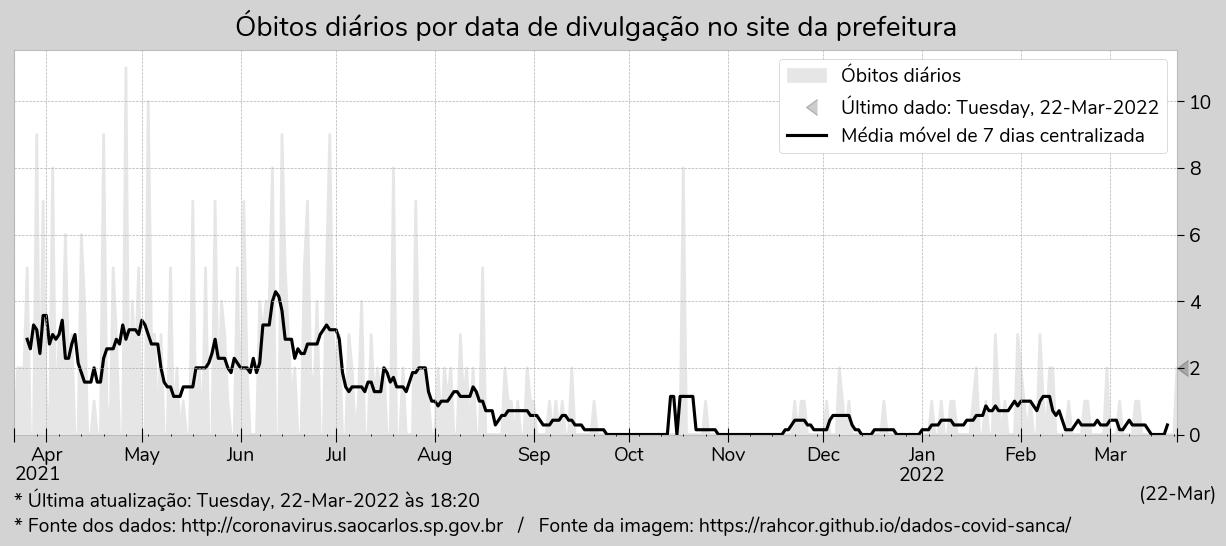 Óbitos diários por data de divulgação no site da prefeitura
Óbitos diários
Último dado: Tuesday, 22-Mar-2022
Média móvel de 7 dias centralizada
10
8
6
4
2
0
Apr May Jun Jul Aug Sep Oct Nov Dec Jan Feb Mar
2021 2022
(22-Mar)
* Última atualização: Tuesday, 22-Mar-2022 às 18:20
* Fonte dos dados: http://coronavirus.saocarlos.sp.gov.br / Fonte da imagem: https://rahcor.github.io/dados-covid-sanca/